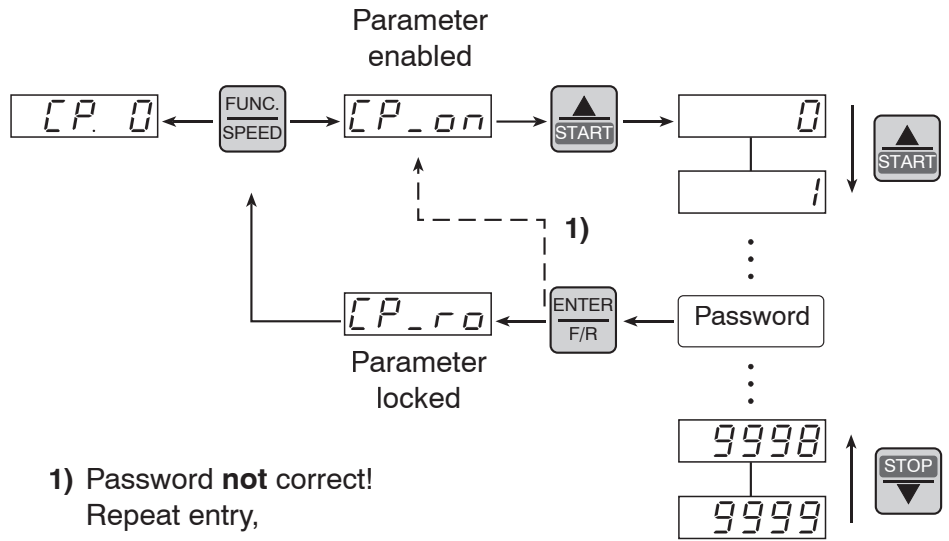 Parameter
enabled
CP. 0
FUNC.
SPEED
CP_on
START
0
START
1
1)
CP_ro
ENTER
F/R
Password
Parameter
locked
9998
1) Password not correct!
Repeat entry,
STOP
9999